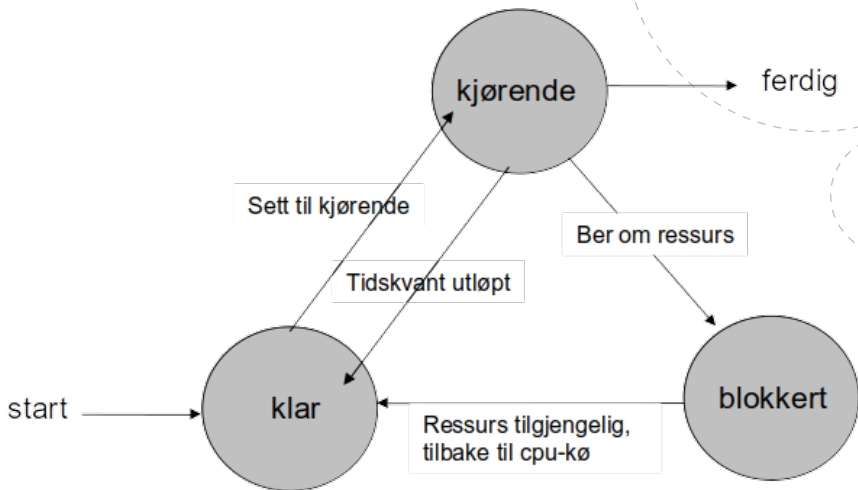 kjørende
ferdig
Sett til kjørende
Ber om ressurs
Tidskvant utløpt
start
klar
blokkert
Ressurs tilgjengelig,
tilbake til cpu-kø